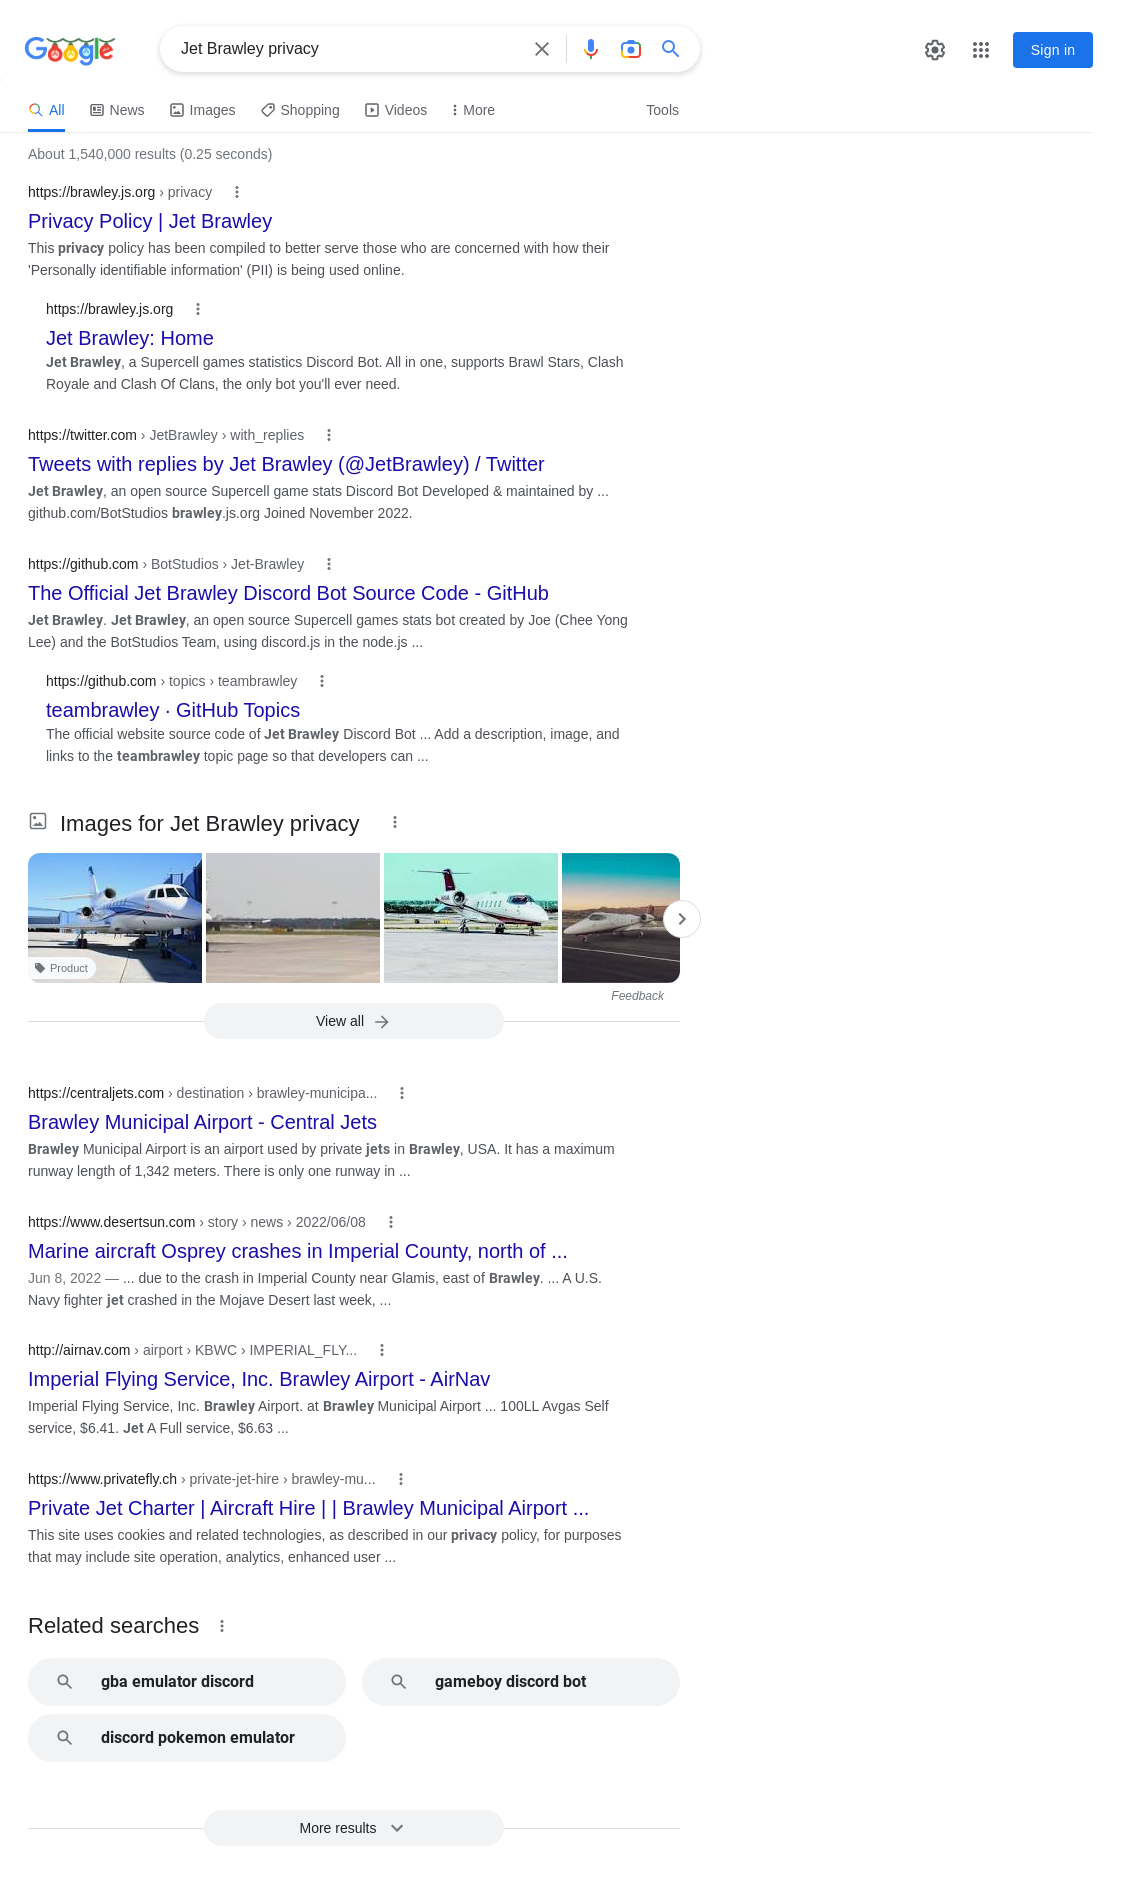 Google
Jet Brawley privacy
Sign in
All
News
Images
Shopping
Videos
More
Tools
About 1,540,000 results (0.25 seconds)
https://brawley.js.org › privacy
Privacy Policy | Jet Brawley
This privacy policy has been compiled to better serve those who are concerned with how their
'Personally identifiable information' (PII) is being used online.
https://brawley.js.org
Jet Brawley: Home
Jet Brawley, a Supercell games statistics Discord Bot. All in one, supports Brawl Stars, Clash
Royale and Clash Of Clans, the only bot you'll ever need.
https://twitter.com › JetBrawley › with_replies
Tweets with replies by Jet Brawley (@JetBrawley) / Twitter
Jet Brawley, an open source Supercell game stats Discord Bot Developed & maintained by ...
github.com/BotStudios brawley.js.org Joined November 2022.
https://github.com › BotStudios › Jet-Brawley
The Official Jet Brawley Discord Bot Source Code - GitHub
Jet Brawley. Jet Brawley, an open source Supercell games stats bot created by Joe (Chee Yong
Lee) and the BotStudios Team, using discord.js in the node.js ...
https://github.com › topics › teambrawley
teambrawley · GitHub Topics
The official website source code of Jet Brawley Discord Bot ... Add a description, image, and
links to the teambrawley topic page so that developers can ...
Images for Jet Brawley privacy
Product
Feedback
View all
https://centraljets.com › destination › brawley-municipa...
Brawley Municipal Airport - Central Jets
Brawley Municipal Airport is an airport used by private jets in Brawley, USA. It has a maximum
runway length of 1,342 meters. There is only one runway in ...
https://www.desertsun.com › story › news › 2022/06/08
Marine aircraft Osprey crashes in Imperial County, north of ...
Jun 8, 2022 — ... due to the crash in Imperial County near Glamis, east of Brawley. ... A U.S.
Navy fighter jet crashed in the Mojave Desert last week, ...
http://airnav.com › airport › KBWC › IMPERIAL_FLY...
Imperial Flying Service, Inc. Brawley Airport - AirNav
Imperial Flying Service, Inc. Brawley Airport. at Brawley Municipal Airport ... 100LL Avgas Self
service, $6.41. Jet A Full service, $6.63 ...
https://www.privatefly.ch › private-jet-hire › brawley-mu...
Private Jet Charter | Aircraft Hire | | Brawley Municipal Airport ...
This site uses cookies and related technologies, as described in our privacy policy, for purposes
that may include site operation, analytics, enhanced user ...
Related searches
gba emulator discord
gameboy discord bot
discord pokemon emulator
More results